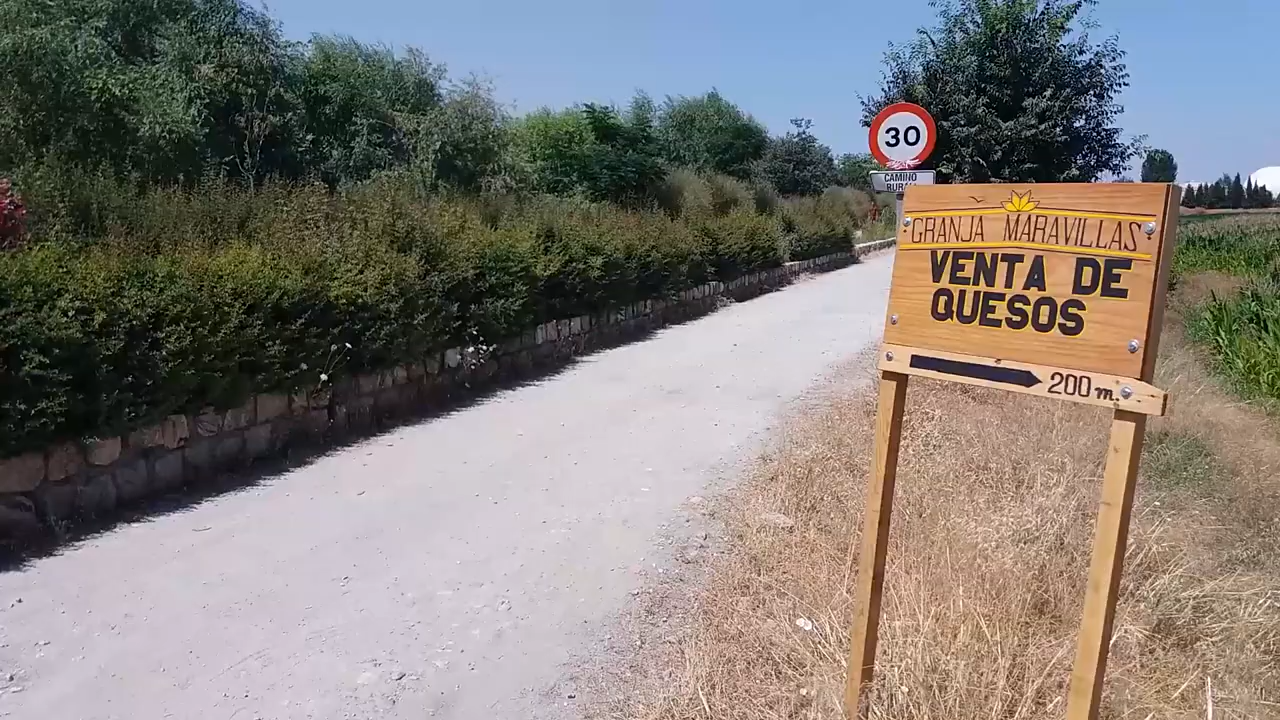 30
CAMINO
RURAL
GRANJA MARAVILLAS
VENTA DE
QUESOS
200 m.